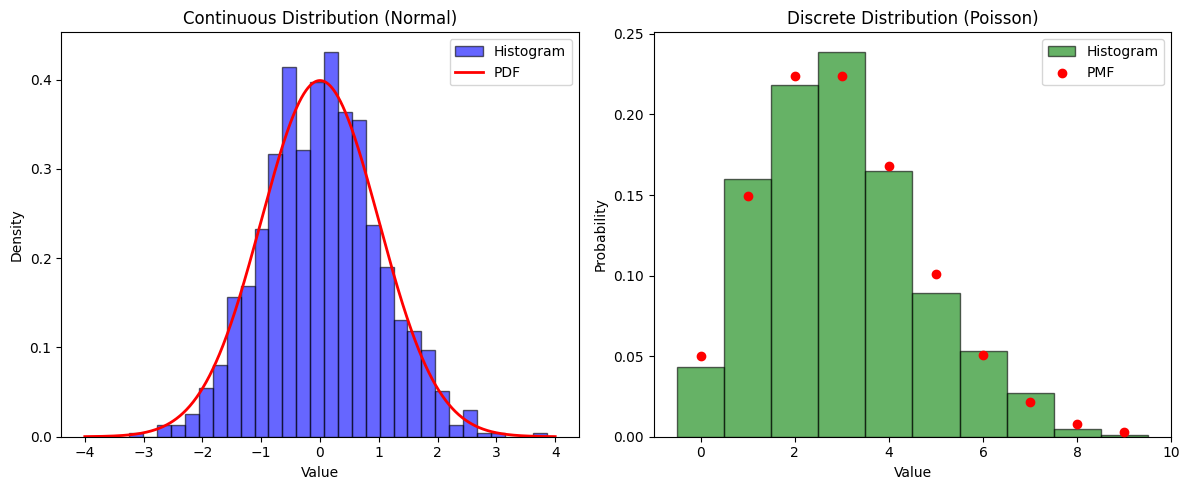 Continuous Distribution (Normal)
Histogram
PDF
Density
0.4
0.3
0.2
0.1
0.0
−4 −3 −2 −1 0 1 2 3 4
Value
Discrete Distribution (Poisson)
Histogram
PMF
Probability
0.25
0.20
0.15
0.10
0.05
0.00
0 2 4 6 8 10
Value